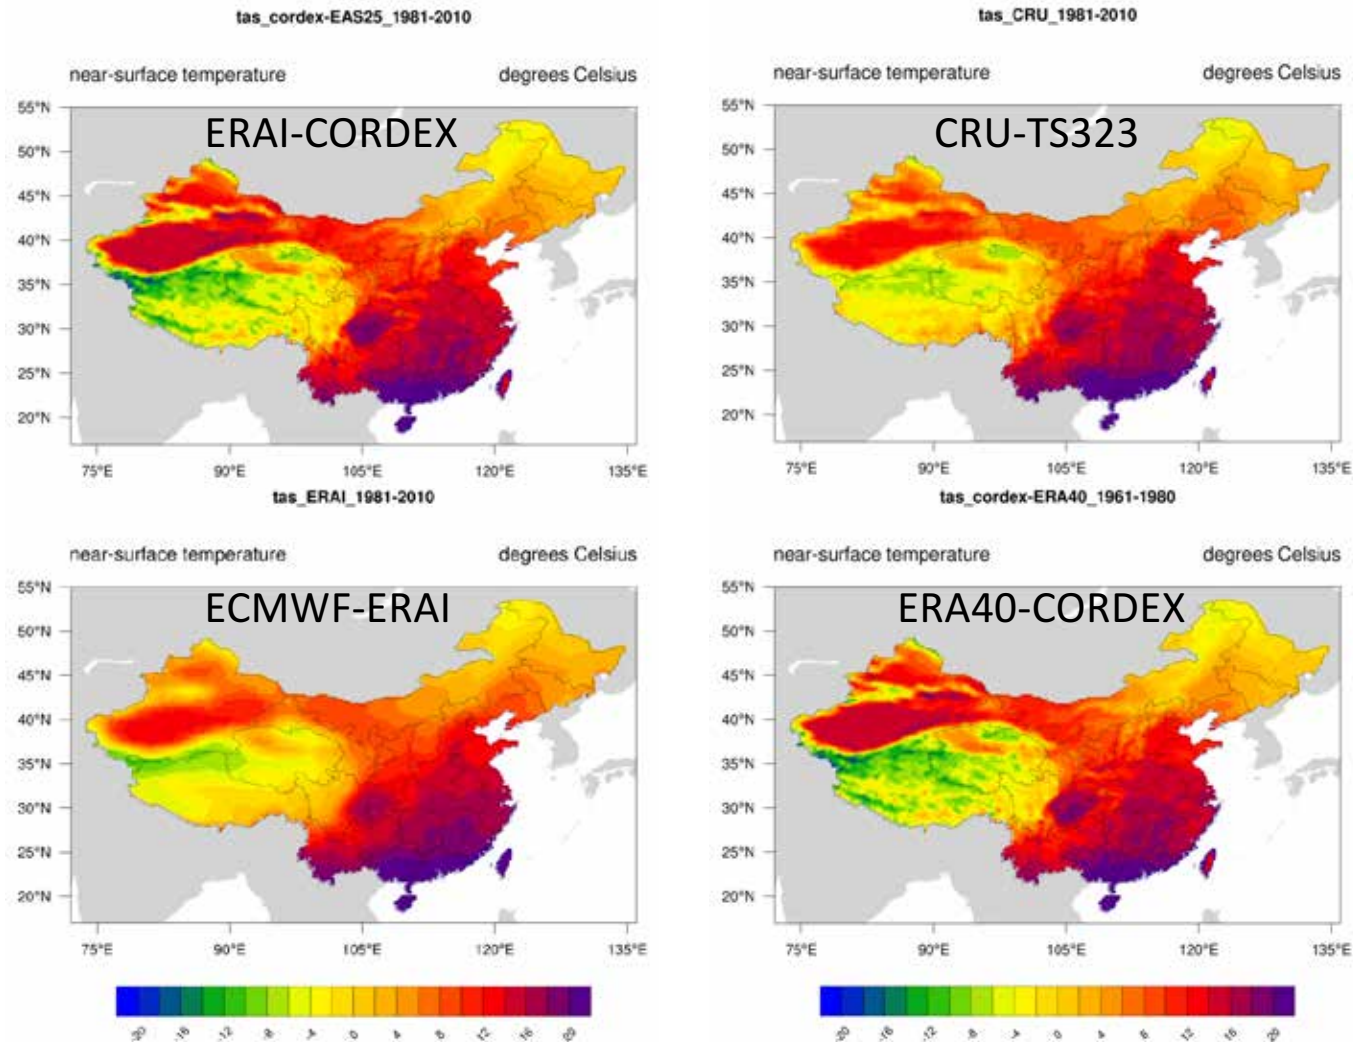 tas_cordex-EAS25_1981-2010
near-surface temperature degrees Celsius
ERAI-CORDEX
55°N
50°N
45°N
40°N
35°N
30°N
25°N
20°N
75°E 90°E 105°E 120°E 135°E
tas_CRU_1981-2010
near-surface temperature degrees Celsius
CRU-TS323
55°N
50°N
45°N
40°N
35°N
30°N
25°N
20°N
75°E 90°E 105°E 120°E 135°E
tas_ERAI_1981-2010
near-surface temperature degrees Celsius
ECMWF-ERAI
55°N
50°N
45°N
40°N
35°N
30°N
25°N
20°N
75°E 90°E 105°E 120°E 135°E
-20 -16 -12 -8 -4 0 4 8 12 16 20
tas_cordex-ERA40_1961-1980
near-surface temperature degrees Celsius
ERA40-CORDEX
55°N
50°N
45°N
40°N
35°N
30°N
25°N
20°N
75°E 90°E 105°E 120°E 135°E
-20 -16 -12 -8 -4 0 4 8 12 16 20